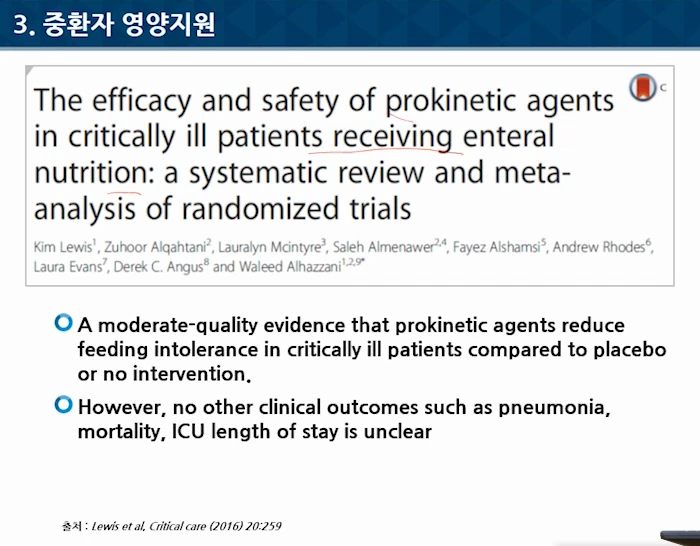 3. 중환자 영양지원
The efficacy and safety of prokinetic agents
in critically ill patients receiving enteral
nutrition: a systematic review and meta-
analysis of randomized trials
Kim Lewis1, Zuhoor Alqahtani2, Lauralyn Mcintyre3, Saleh Almenawer2,4, Fayez Alshamsi5, Andrew Rhodes6,
Laura Evans7, Derek C. Angus8 and Waleed Alhazzani1,2,9*
A moderate-quality evidence that prokinetic agents reduce
feeding intolerance in critically ill patients compared to placebo
or no intervention.
However, no other clinical outcomes such as pneumonia,
mortality, ICU length of stay is unclear
출처 : Lewis et al, Critical care (2016) 20:259